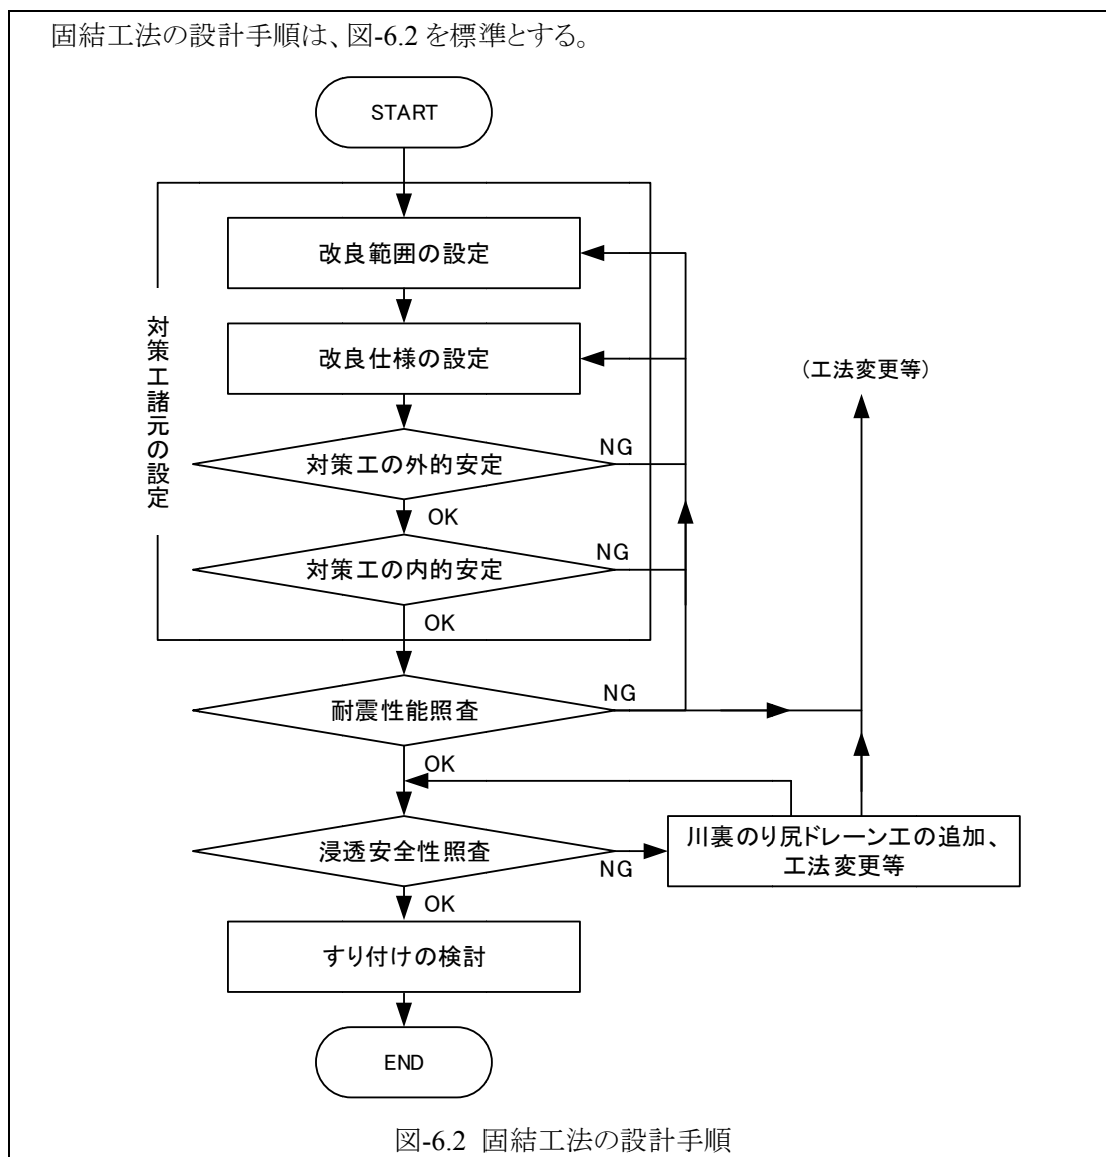 固結工法の設計手順は、図-6.2 を標準とする。
START
改良範囲の設定
改良仕様の設定
対策工諸元の設定
(工法変更等)
対策工の外的安定
NG
OK
対策工の内的安定
NG
OK
耐震性能照査
NG
OK
浸透安全性照査
NG
川裏のり尻ドレーン工の追加、
工法変更等
OK
すり付けの検討
END
図-6.2 固結工法の設計手順